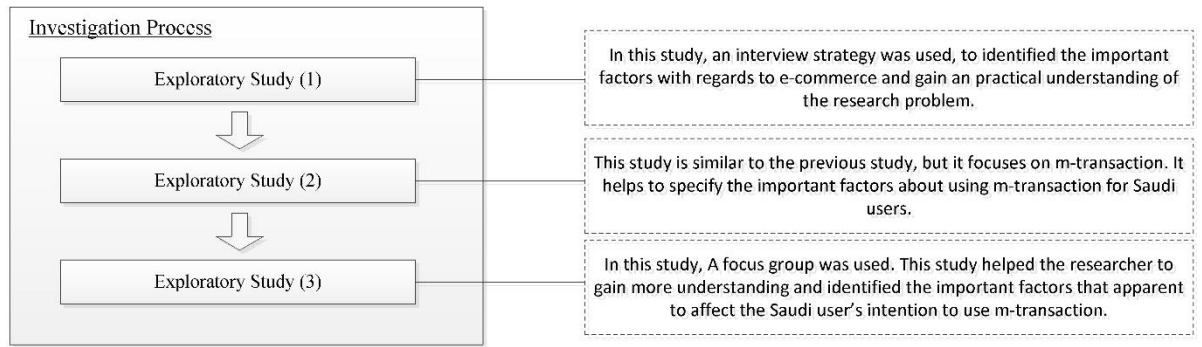 Investigation Process
Exploratory Study (1)
In this study, an interview strategy was used, to identified the important
factors with regards to e-commerce and gain an practical understanding of
the research problem.
Exploratory Study (2)
This study is similar to the previous study, but it focuses on m-transaction. It
helps to specify the important factors about using m-transaction for Saudi
users.
Exploratory Study (3)
In this study, A focus group was used. This study helped the researcher to
gain more understanding and identified the important factors that apparent
to affect the Saudi user’s intention to use m-transaction.